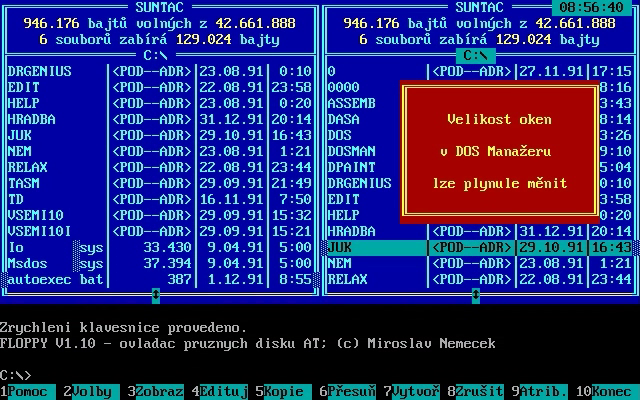 SUNTAC
946.176 bajtů volných z 42.661.888
6 souborů zabírá 129.024 bajty
C:\
DRGENIUS <POD--ADR> 23.08.91 0:10
EDIT <POD--ADR> 22.08.91 23:58
HELP <POD--ADR> 23.08.91 0:20
HRADBA <POD--ADR> 31.12.91 20:14
JUK <POD--ADR> 29.10.91 16:43
NEM <POD--ADR> 23.08.91 1:21
RELAX <POD--ADR> 22.08.91 23:44
TASM <POD--ADR> 29.09.91 21:49
TD <POD--ADR> 16.11.91 7:50
VSEMI10 <POD--ADR> 29.09.91 15:32
VSEMI10I <POD--ADR> 29.09.91 15:21
Io sys 33.430 9.04.91 5:00
Msdos sys 37.394 9.04.91 5:00
autoexec bat 387 1.12.91 8:55
SUNTAC 08:56:40
946.176 bajtů volných z 42.661.888
6 souborů zabírá 129.024 bajty
C:\
0 <POD--ADR> 27.11.91 17:15
0000 8:16
ASSEMB 3:43
DASA 8:14
DOS 3:26
DOSMAN 9:10
DPAINT 5:04
DRGENIUS 0:10
EDIT 3:58
HELP 0:20
HRADBA <POD--ADR> 31.12.91 20:14
JUK <POD--ADR> 29.10.91 16:43
NEM <POD--ADR> 23.08.91 1:21
RELAX <POD--ADR> 22.08.91 23:44
Velikost oken
v DOS Manažeru
lze plynule měnit
Zrychleni klavesnice provedeno.
FLOPPY V1.10 - ovladac pruznych disku AT; (c) Miroslav Nemecek
C:\>
1Pomoc 2Volby 3Zobraz 4Edituj 5Kopie 6Přesuň 7Vytvoř 8Zrušit 9Atrib. 10Konec